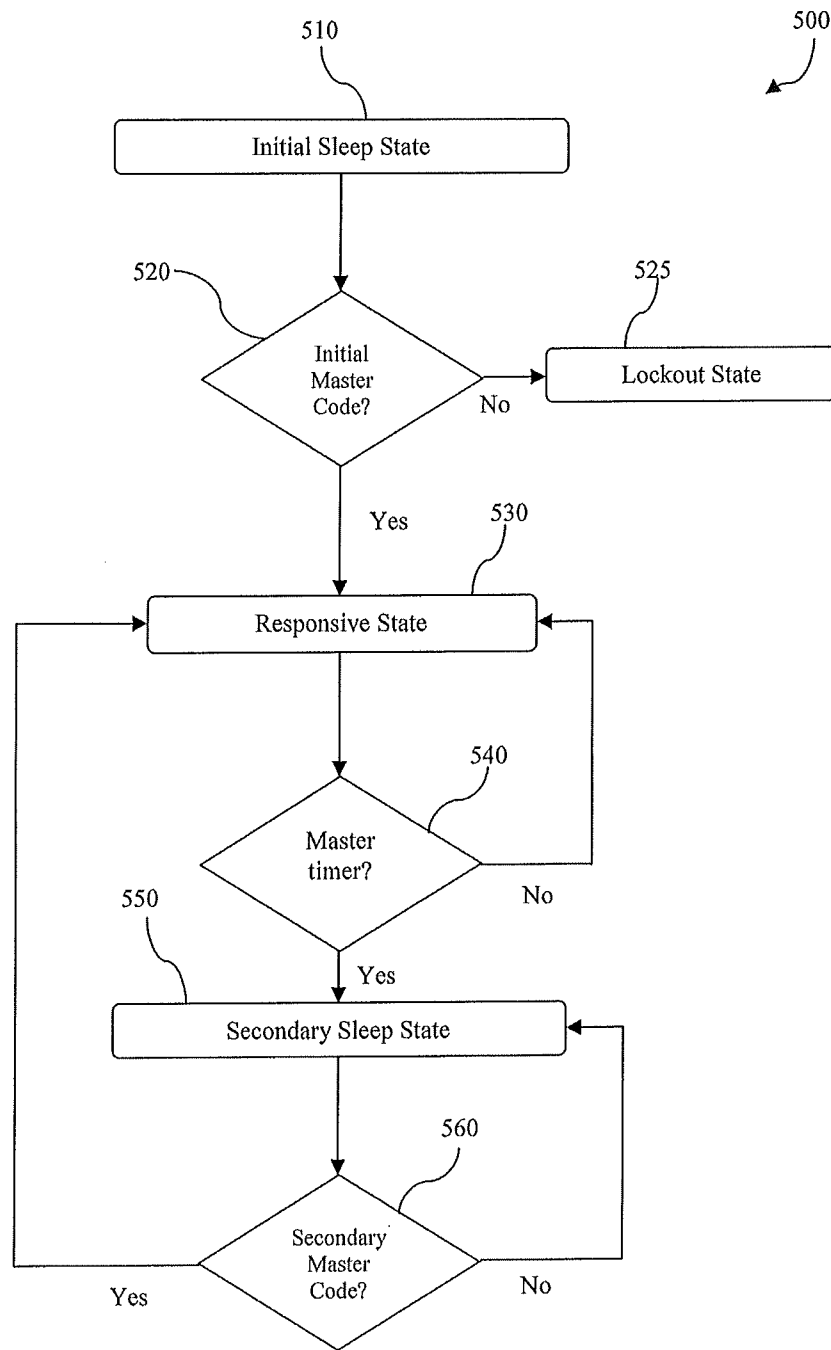 500
510
Initial Sleep State
520
Initial
Master
Code?
No
525
Lockout State
Yes
530
Responsive State
540
Master
timer?
No
Yes
550
Secondary Sleep State
560
Secondary
Master
Code?
Yes
No